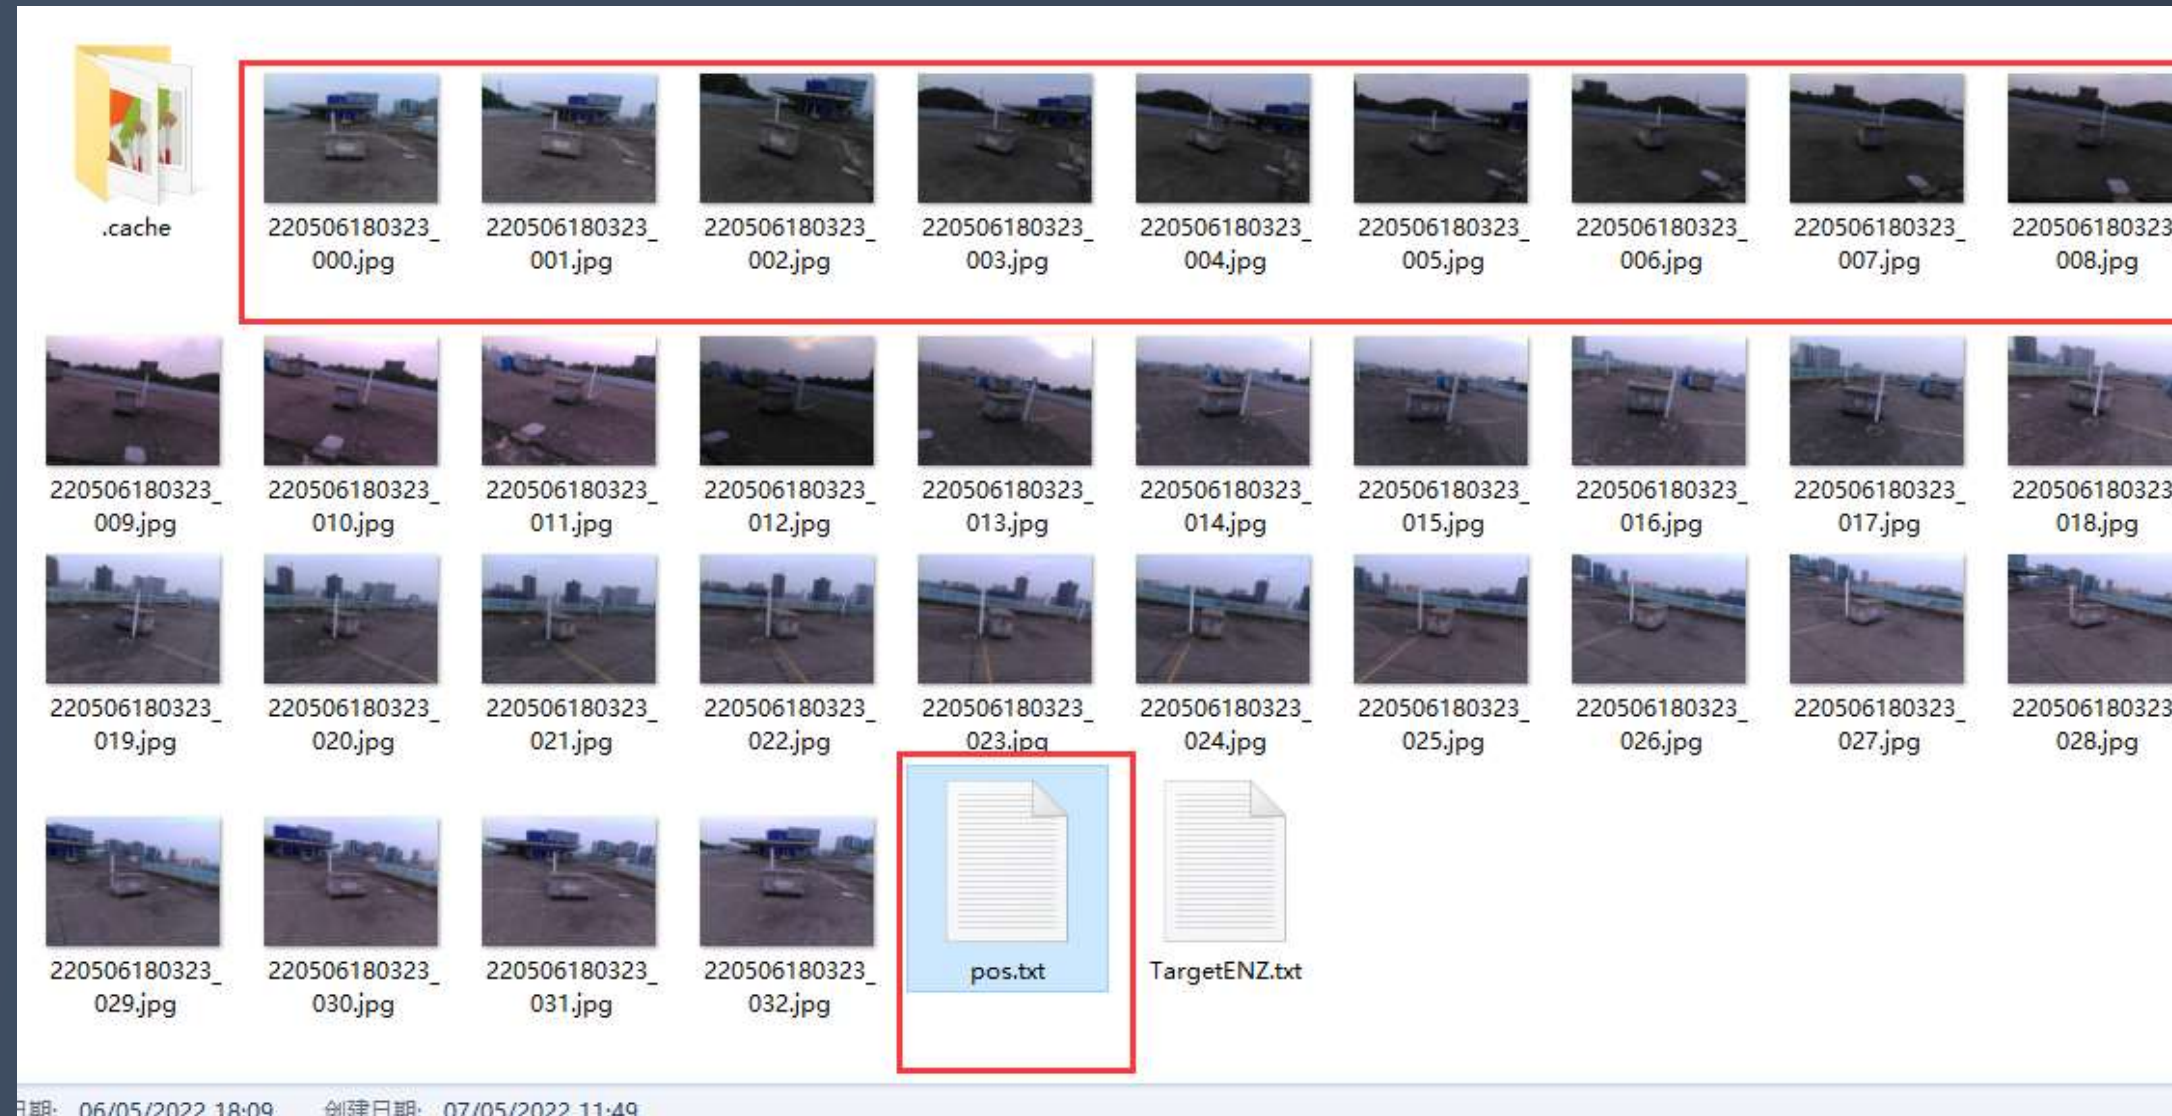 .cache
220506180323_
000.jpg
220506180323_
001.jpg
220506180323_
002.jpg
220506180323_
003.jpg
220506180323_
004.jpg
220506180323_
005.jpg
220506180323_
006.jpg
220506180323_
007.jpg
220506180323
008.jpg
220506180323_
009.jpg
220506180323_
010.jpg
220506180323_
011.jpg
220506180323_
012.jpg
220506180323_
013.jpg
220506180323_
014.jpg
220506180323_
015.jpg
220506180323_
016.jpg
220506180323_
017.jpg
220506180323
018.jpg
220506180323_
019.jpg
220506180323_
020.jpg
220506180323_
021.jpg
220506180323_
022.jpg
220506180323_
023.jpg
220506180323_
024.jpg
220506180323_
025.jpg
220506180323_
026.jpg
220506180323_
027.jpg
220506180323
028.jpg
220506180323_
029.jpg
220506180323_
030.jpg
220506180323_
031.jpg
220506180323_
032.jpg
pos.txt
TargetENZ.txt
日期: 06/05/2022 18:09 创建日期: 07/05/2022 11:49